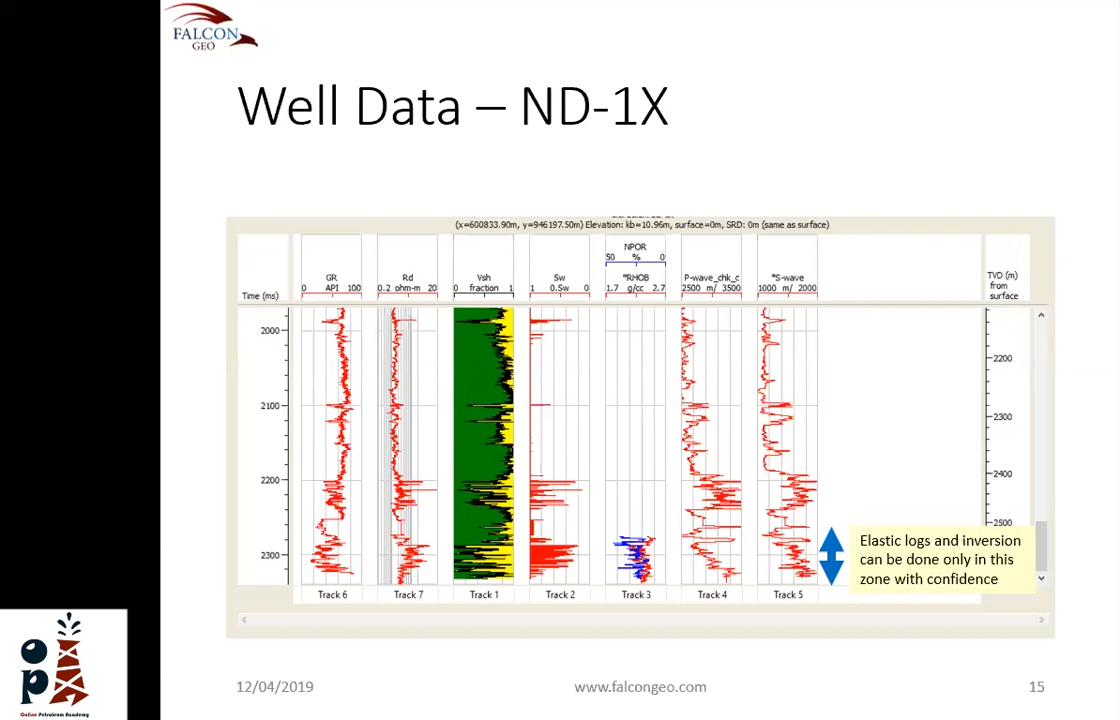 FALCON
GEO
Well Data – ND-1X
(x=600833.90m, y=946197.50m) Elevation: kb=10.96m, surface=0m, SRD: 0m (same as surface)
NPOR
50 % 0
GR Rd Vsh Sw *RHOB P-wave_chk_c *S-wave
Time (ms) 0 API 100 0.2 ohm-m 20 0 fraction 1 1 0.Sw 0 1.7 g/cc 2.7 2500 m/ 3500 1000 m/ 2000
TVD (m)
from
surface
2000
2200
2100
2300
2200
2400
2500
2300
Elastic logs and inversion
can be done only in this
zone with confidence
Track 6 Track 7 Track 1 Track 2 Track 3 Track 4 Track 5
12/04/2019 www.falcongeo.com 15
OPA
Online Petroleum Academy